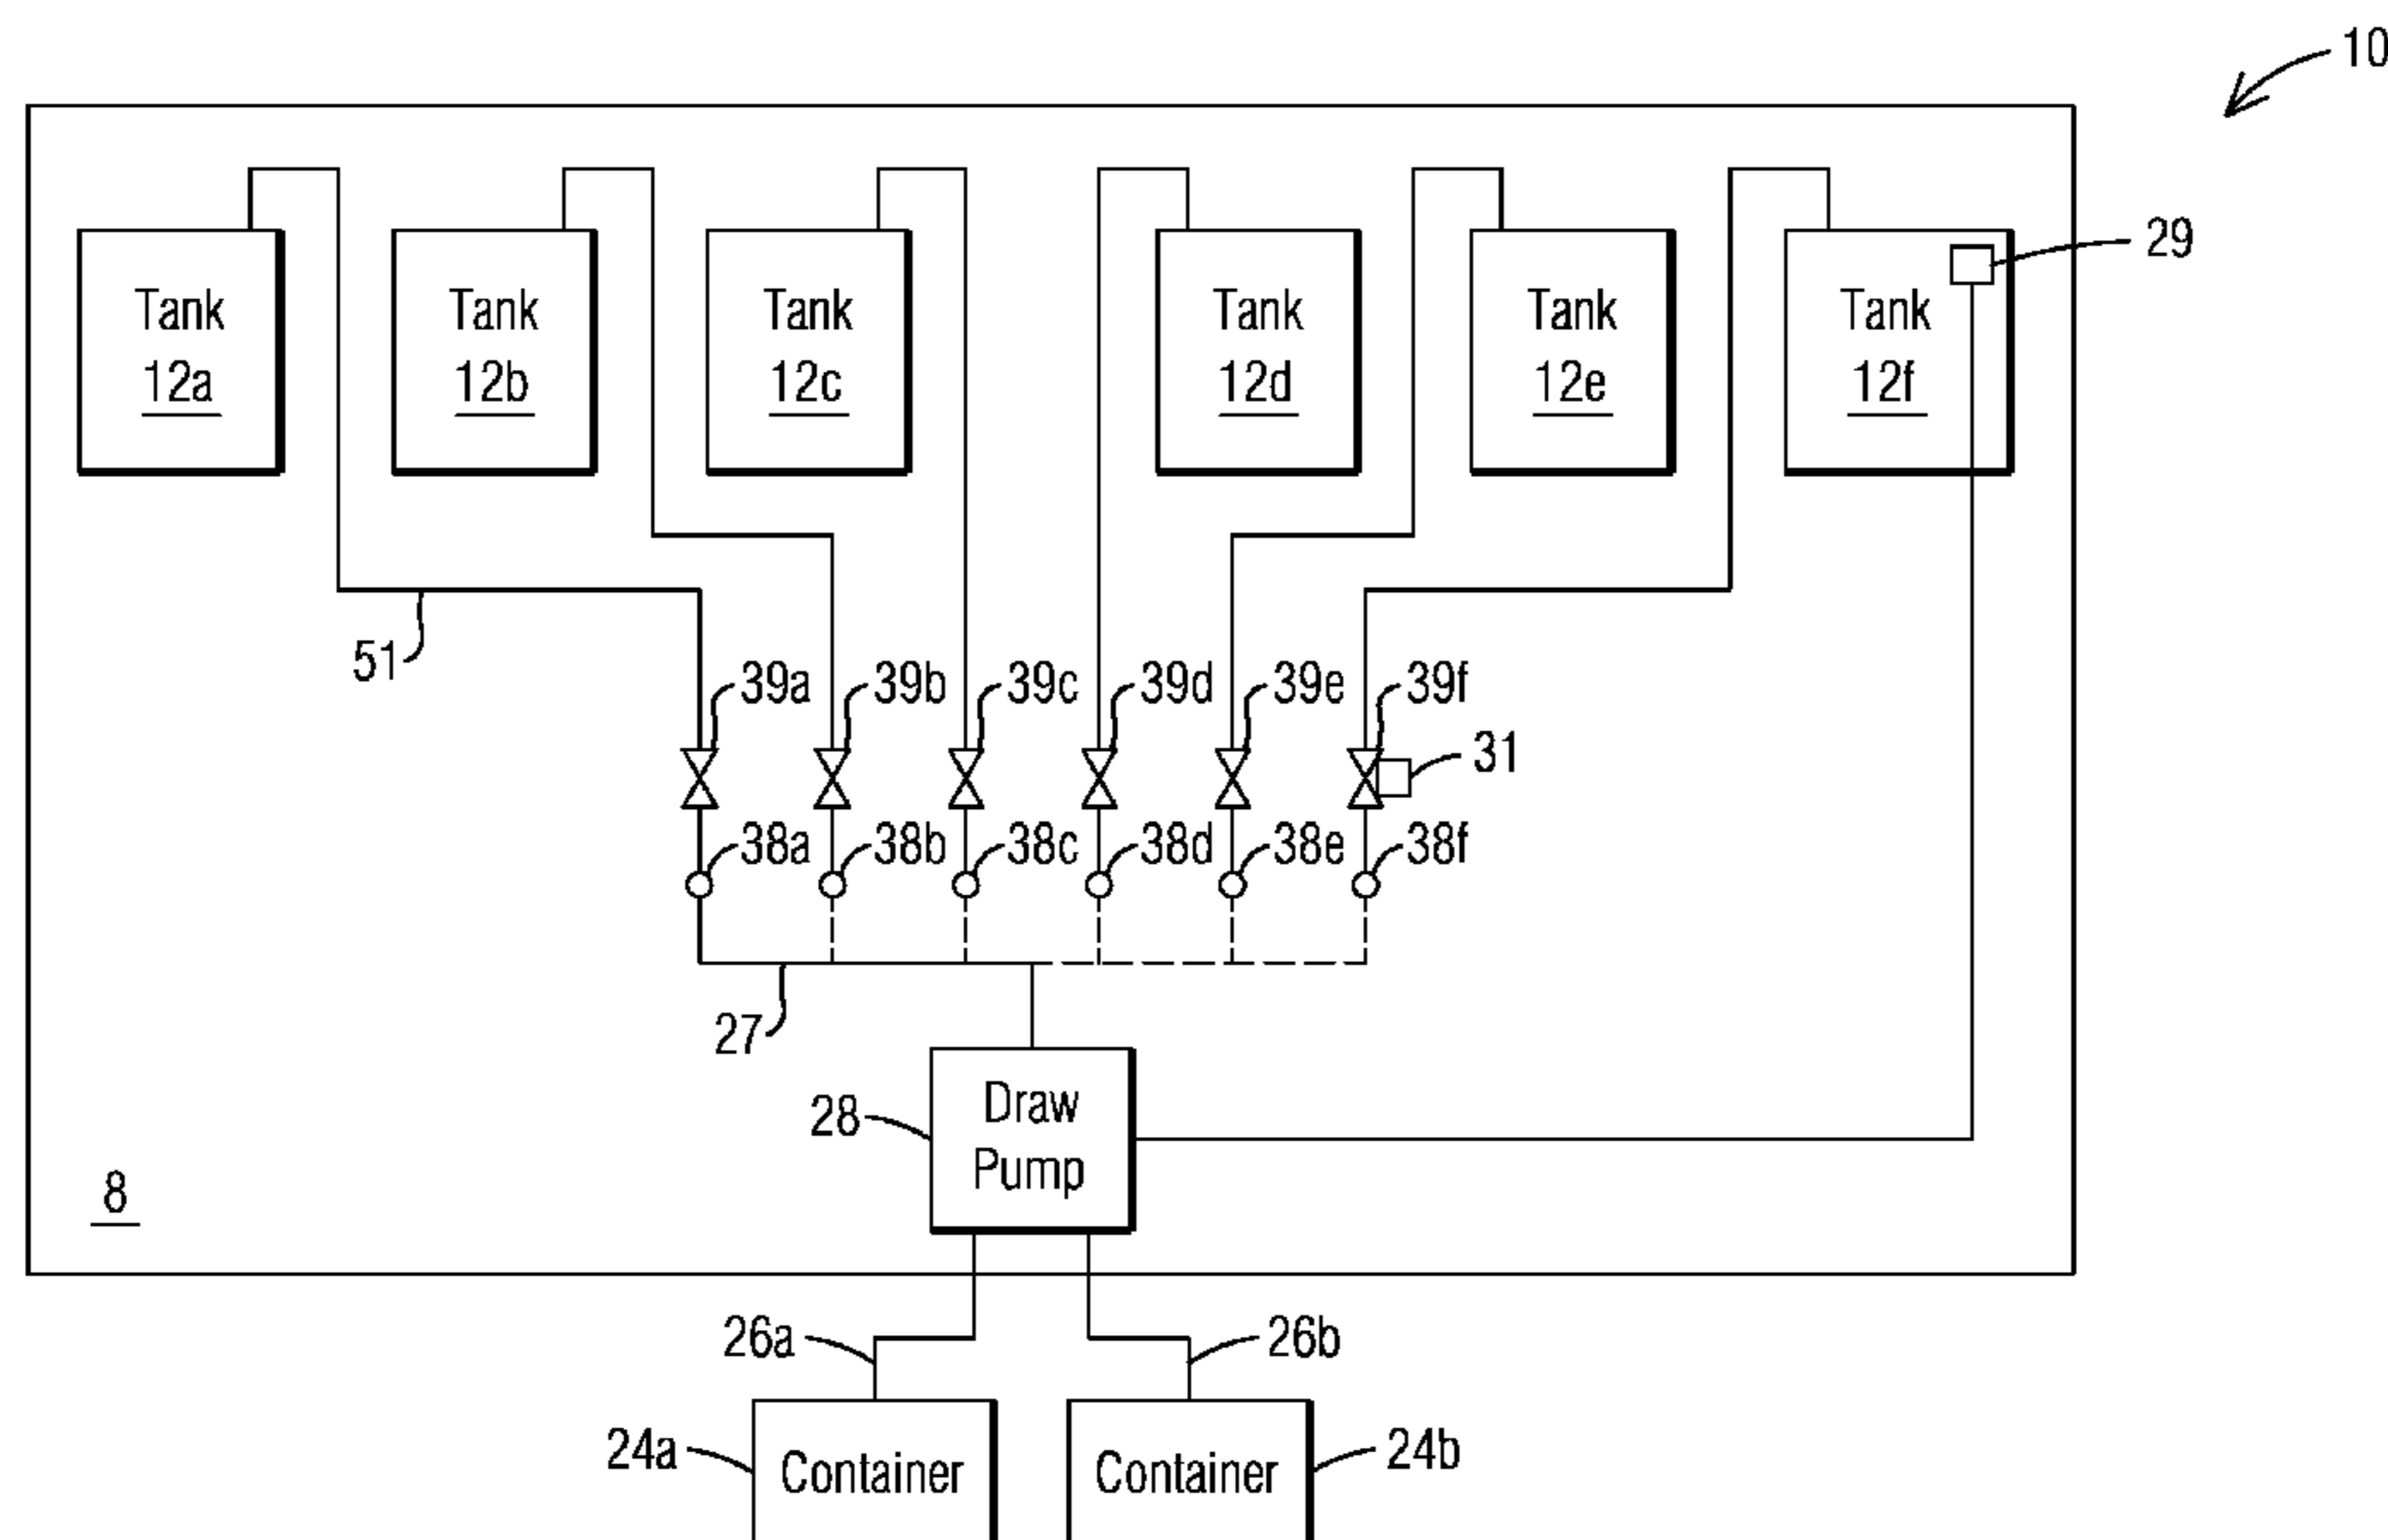 10
29
Tank 12a
Tank 12b
Tank 12c
Tank 12d
Tank 12e
Tank 12f
51
39a 39b 39c 39d 39e 39f
31
38a 38b 38c 38d 38e 38f
27
28
Draw Pump
8
26a 26b
24a
Container
Container
24b